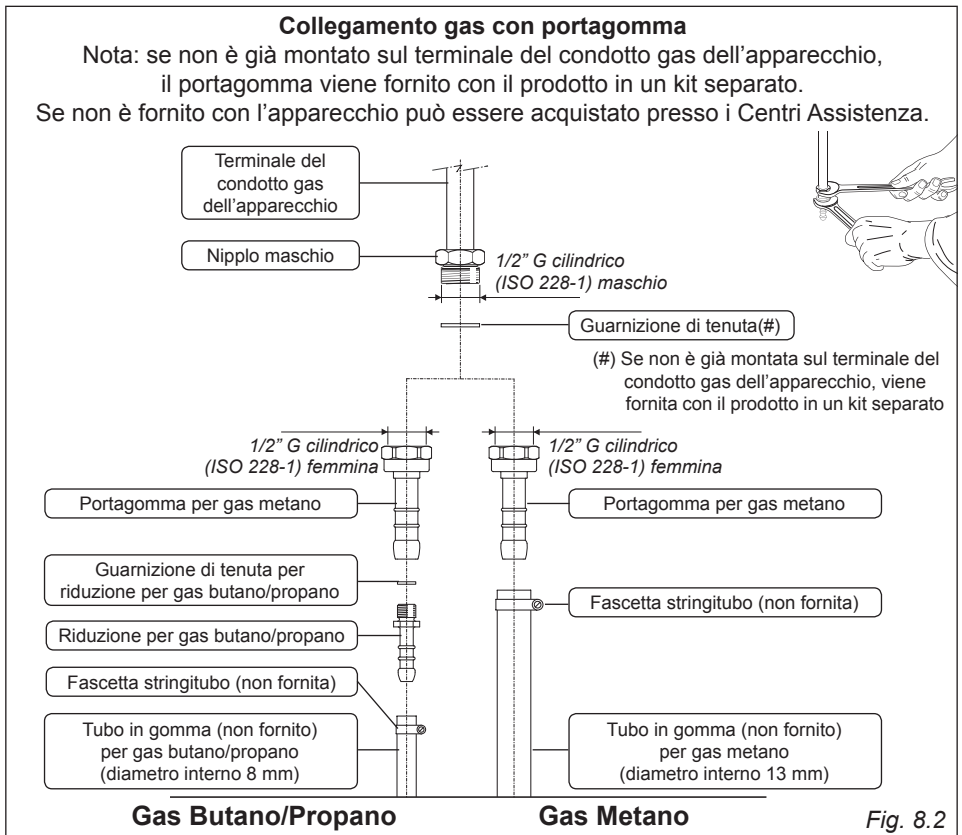 Collegamento gas con portagomma
Nota: se non è già montato sul terminale del condotto gas dell’apparecchio,
il portagomma viene fornito con il prodotto in un kit separato.
Se non è fornito con l’apparecchio può essere acquistato presso i Centri Assistenza.
Terminale del
condotto gas
dell’apparecchio
Nipplo maschio
1/2” G cilindrico
(ISO 228-1) maschio
Guarnizione di tenuta(#)
(#) Se non è già montata sul terminale del
condotto gas dell’apparecchio, viene
fornita con il prodotto in un kit separato
1/2” G cilindrico
(ISO 228-1) femmina
1/2” G cilindrico
(ISO 228-1) femmina
Portagomma per gas metano
Portagomma per gas metano
Guarnizione di tenuta per
riduzione per gas butano/propano
Fascetta stringitubo (non fornita)
Riduzione per gas butano/propano
Fascetta stringitubo (non fornita)
Tubo in gomma (non fornito)
per gas butano/propano
(diametro interno 8 mm)
Tubo in gomma (non fornito)
per gas metano
(diametro interno 13 mm)
Gas Butano/Propano
Gas Metano
Fig. 8.2